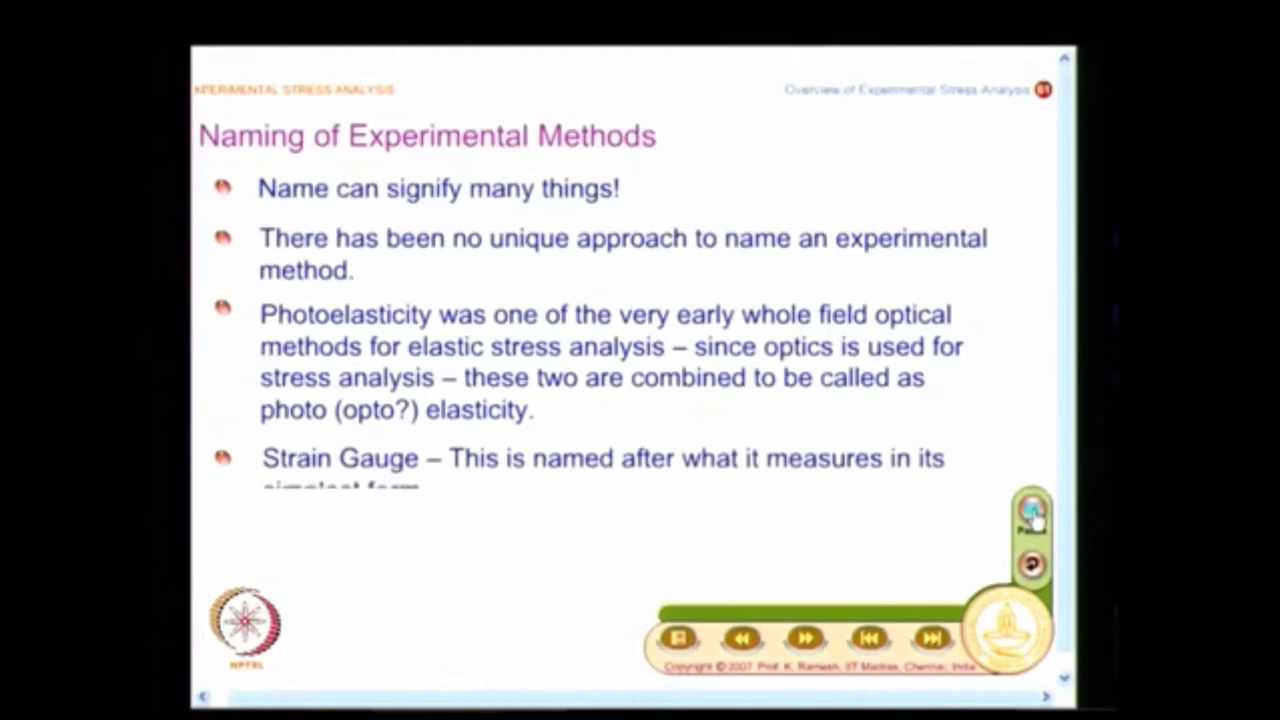 XPERIMENTAL STRESS ANALYSIS
Overview of Experimental Stress Analysis 61
Naming of Experimental Methods
Name can signify many things!
There has been no unique approach to name an experimental
method.
Photoelasticity was one of the very early whole field optical
methods for elastic stress analysis – since optics is used for
stress analysis – these two are combined to be called as
photo (opto?) elasticity.
Strain Gauge – This is named after what it measures in its
simplest form
NPTEL
Copyright © 2007 Prof. K. Ramesh, IIT Madras, Chennai, India